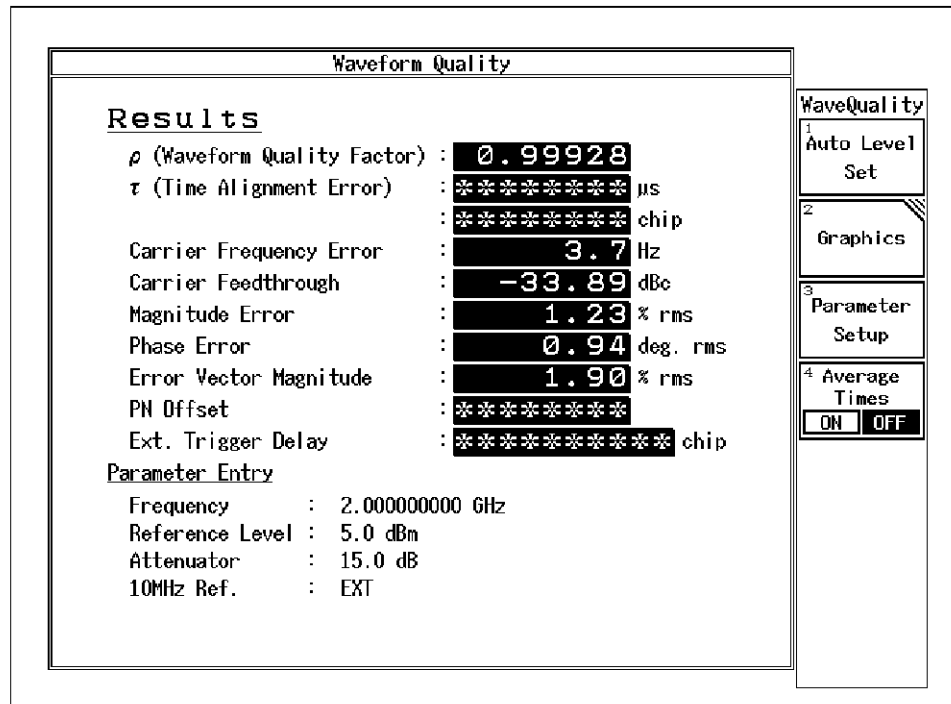 Waveform Quality
Results
ρ (Waveform Quality Factor) : 0.99928
τ (Time Alignment Error) : ******** µs
: ******** chip
Carrier Frequency Error : 3.7 Hz
Carrier Feedthrough : −33.89 dBc
Magnitude Error : 1.23 % rms
Phase Error : 0.94 deg. rms
Error Vector Magnitude : 1.90 % rms
PN Offset : ********
Ext. Trigger Delay : ********** chip
Parameter Entry
Frequency : 2.000000000 GHz
Reference Level : 5.0 dBm
Attenuator : 15.0 dB
10MHz Ref. : EXT
WaveQuality
1
Auto Level
Set
2
Graphics
3
Parameter
Setup
4 Average
Times
ON OFF